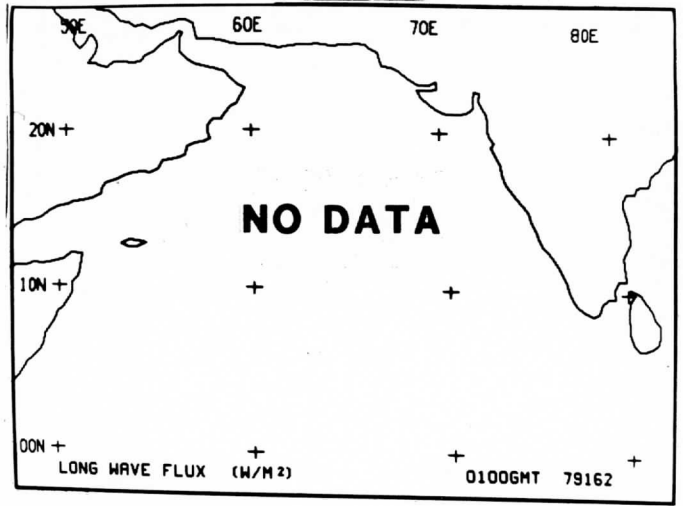 50E 60E 70E 80E
20N
NO DATA
10N
00N
LONG WAVE FLUX (W/M2)
0100GMT 79162